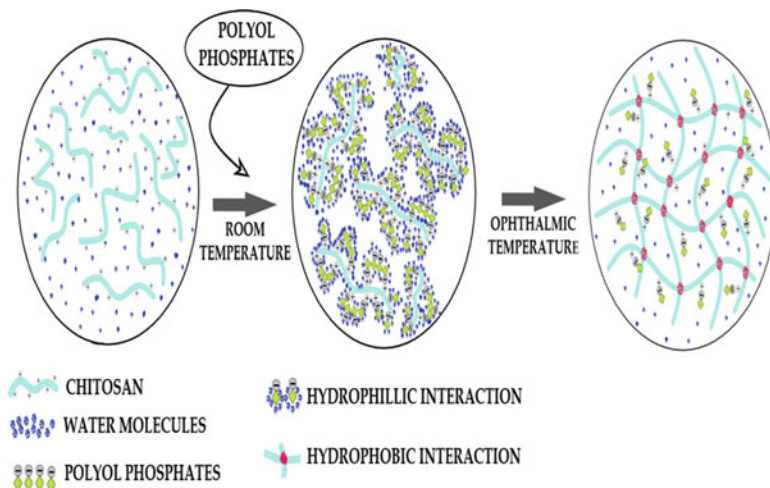 POLYOL
PHOSPHATES
ROOM
TEMPERATURE
OPHTHALMIC
TEMPERATURE
CHITOSAN
WATER MOLECULES
POLYOL PHOSPHATES
HYDROPHILLIC INTERACTION
HYDROPHOBIC INTERACTION